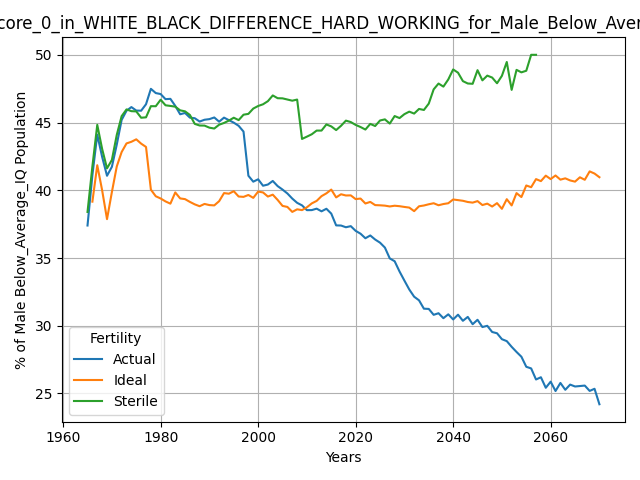 core_0_in_WHITE_BLACK_DIFFERENCE_HARD_WORKING_for_Male_Below_Aver
% of Male Below_Average_IQ Population
50
45
40
35
30
25
Fertility
Actual
Ideal
Sterile
1960 1980 2000 2020 2040 2060
Years